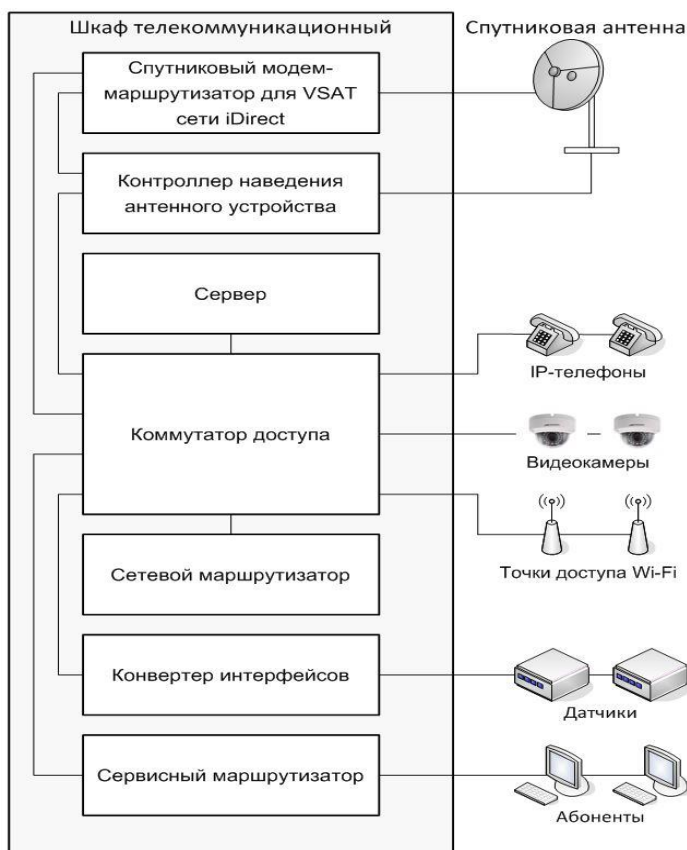 Шкаф телекоммуникационный
Спутниковая антенна
Спутниковый модем-
маршрутизатор для VSAT
сети iDirect
Контроллер наведения
антенного устройства
Сервер
IP-телефоны
Коммутатор доступа
Видеокамеры
Сетевой маршрутизатор
Точки доступа Wi-Fi
Конвертер интерфейсов
Датчики
Сервисный маршрутизатор
Абоненты